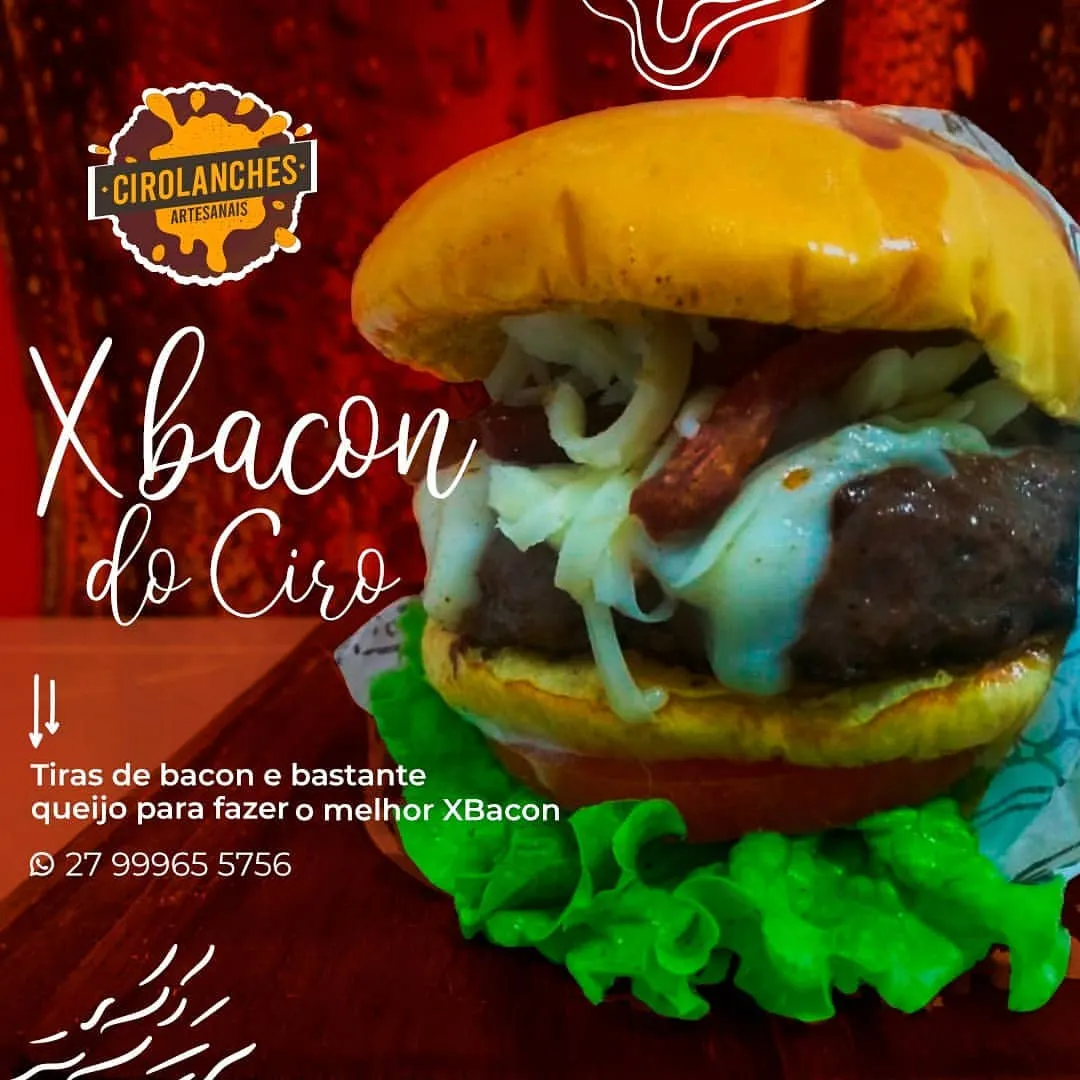 CIROLANCHES
ARTESANAIS
X bacon
do Ciro
Tiras de bacon e bastante
queijo para fazer o melhor XBacon
27 99965 5756